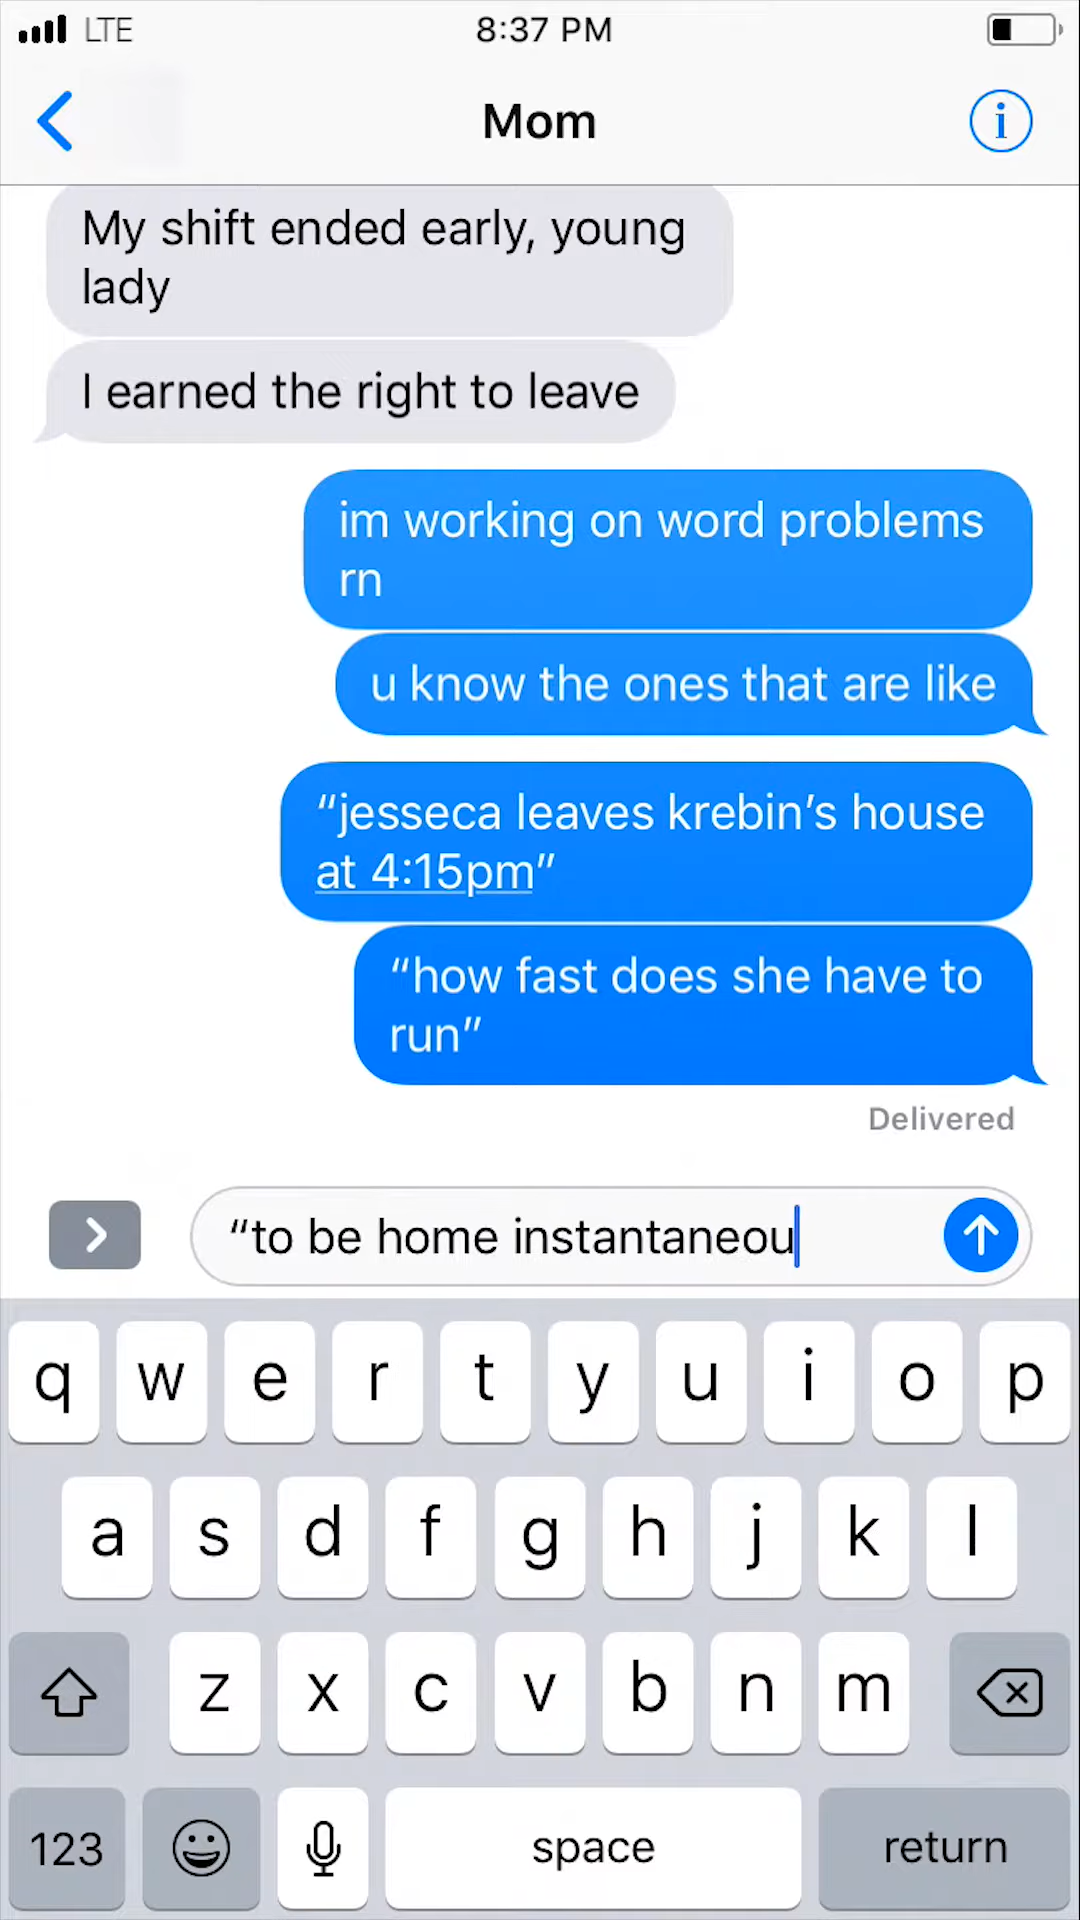 LTE 8:37 PM
Mom
i
My shift ended early, young
lady
I earned the right to leave
im working on word problems
rn
u know the ones that are like
“jesseca leaves krebin’s house
at 4:15pm”
“how fast does she have to
run”
Delivered
“to be home instantaneou
q w e r t y u i o p
a s d f g h j k l
z x c v b n m
123 space return